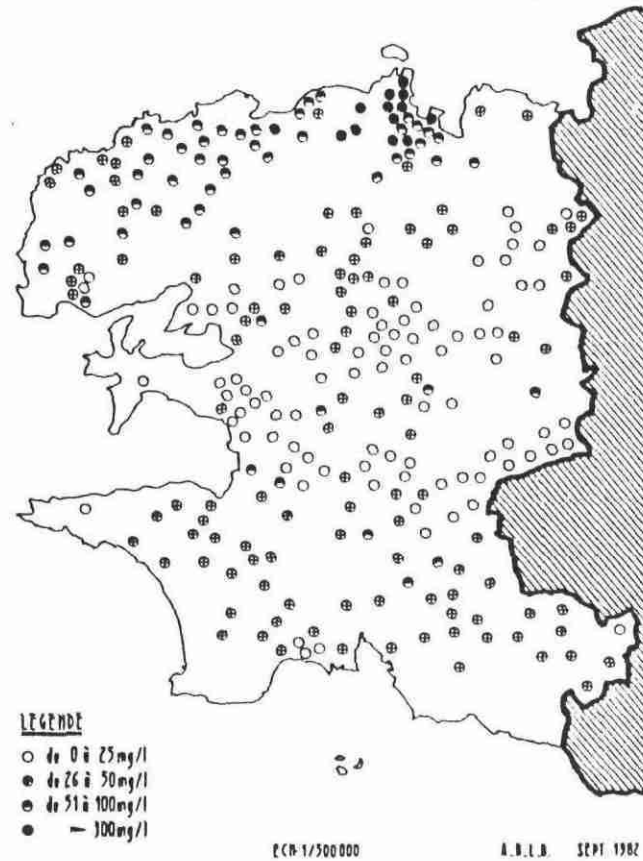 LEGENDE
de 0 à 25mg/l
de 26 à 50mg/l
de 51 à 100mg/l
100mg/l
ECH 1/500000
A.B.L.B. SEPT 1982